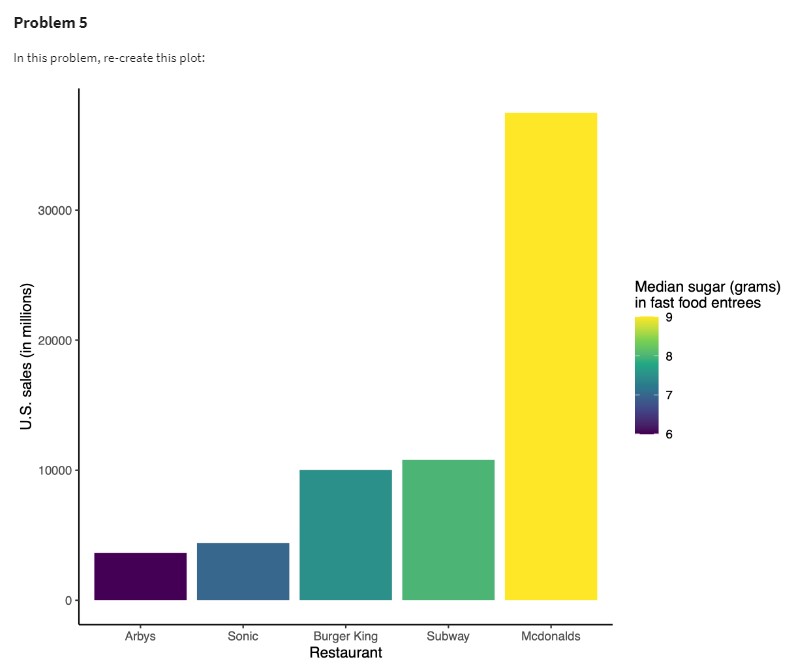 Problem 5
In this problem, re-create this plot:
30000
20000
10000
0
U.S. sales (in millions)
Arbys
Sonic
Burger King
Subway
Mcdonalds
Restaurant
Median sugar (grams)
in fast food entrees
9
8
7
6